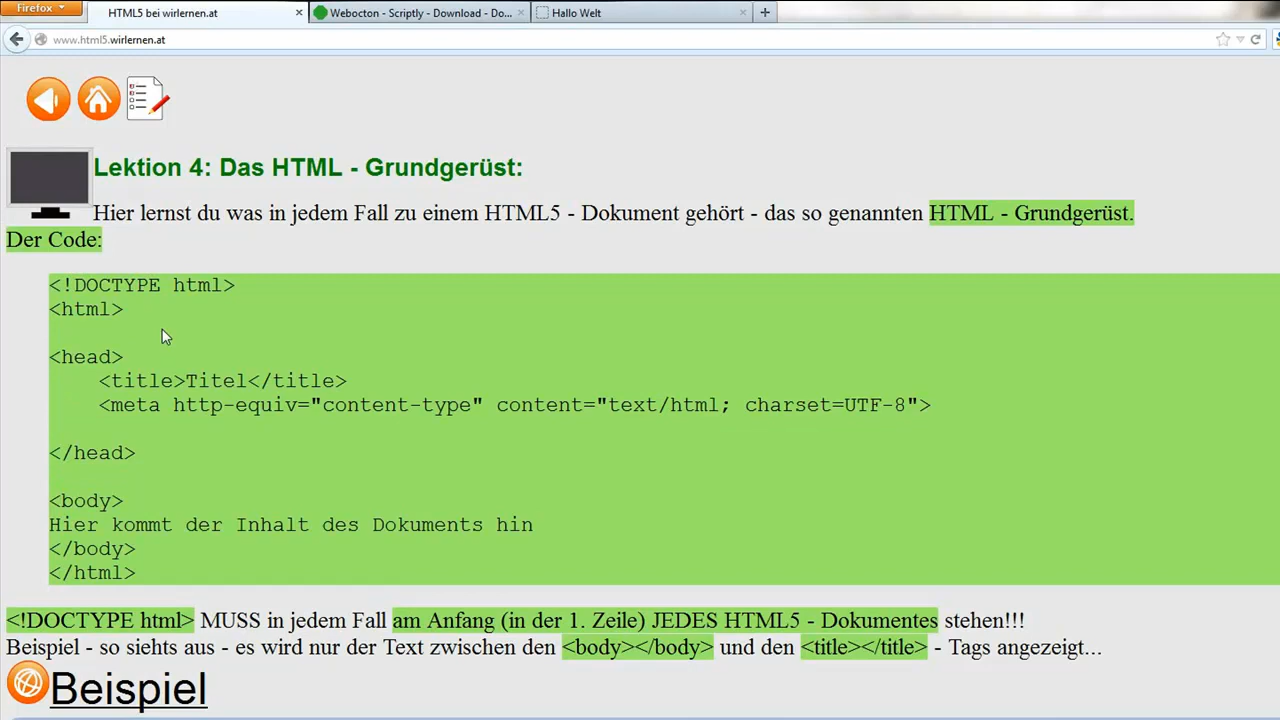 Firefox
HTML5 bei wirlernen.at
Webocton - Scriptly - Download - Do...
Hallo Welt
www.html5.wirlernen.at
Lektion 4: Das HTML - Grundgerüst:
Hier lernst du was in jedem Fall zu einem HTML5 - Dokument gehört - das so genannten HTML - Grundgerüst.
Der Code:
<!DOCTYPE html>
<html>
<head>
<title>Titel</title>
<meta http-equiv="content-type" content="text/html; charset=UTF-8">
</head>
<body>
Hier kommt der Inhalt des Dokuments hin
</body>
</html>
<!DOCTYPE html> MUSS in jedem Fall am Anfang (in der 1. Zeile) JEDES HTML5 - Dokumentes stehen!!!
Beispiel - so siehts aus - es wird nur der Text zwischen den <body></body> und den <title></title> - Tags angezeigt...
Beispiel